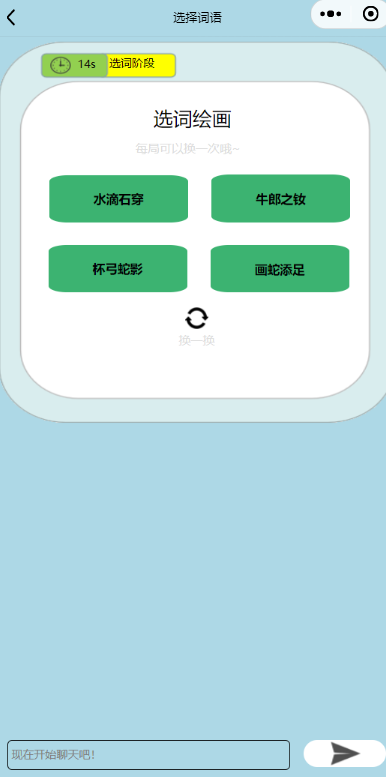 选择词语
14s 选词阶段
选词绘画
每局可以换一次哦~
水滴石穿 牛郎之钕
杯弓蛇影 画蛇添足
换一换
现在开始聊天吧!